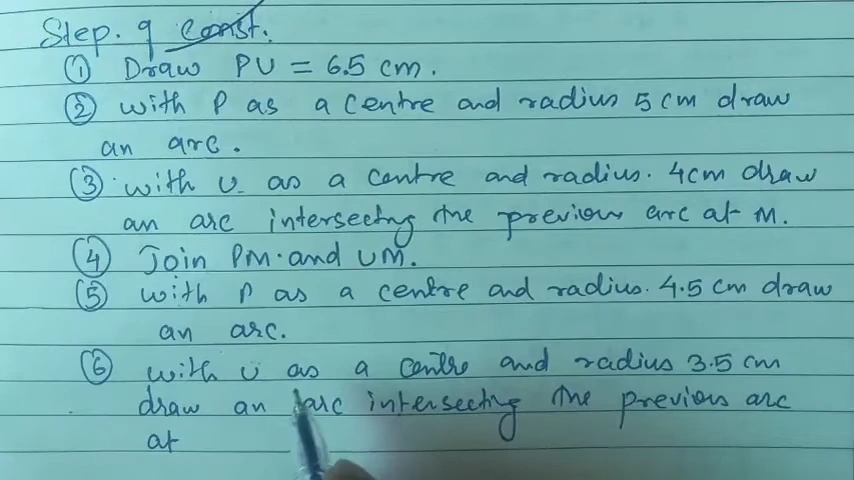 Step. of Const.
① Draw PU = 6.5 cm.
② with P as a centre and radius 5 cm draw
an arc.
③ with U as a centre and radius. 4cm draw
an arc intersecting the previous arc at M.
④ Join PM and UM.
⑤ with P as a centre and radius. 4.5 cm draw
an arc.
⑥ with U as a centre and radius 3.5 cm
draw an arc intersecting the previous arc
at